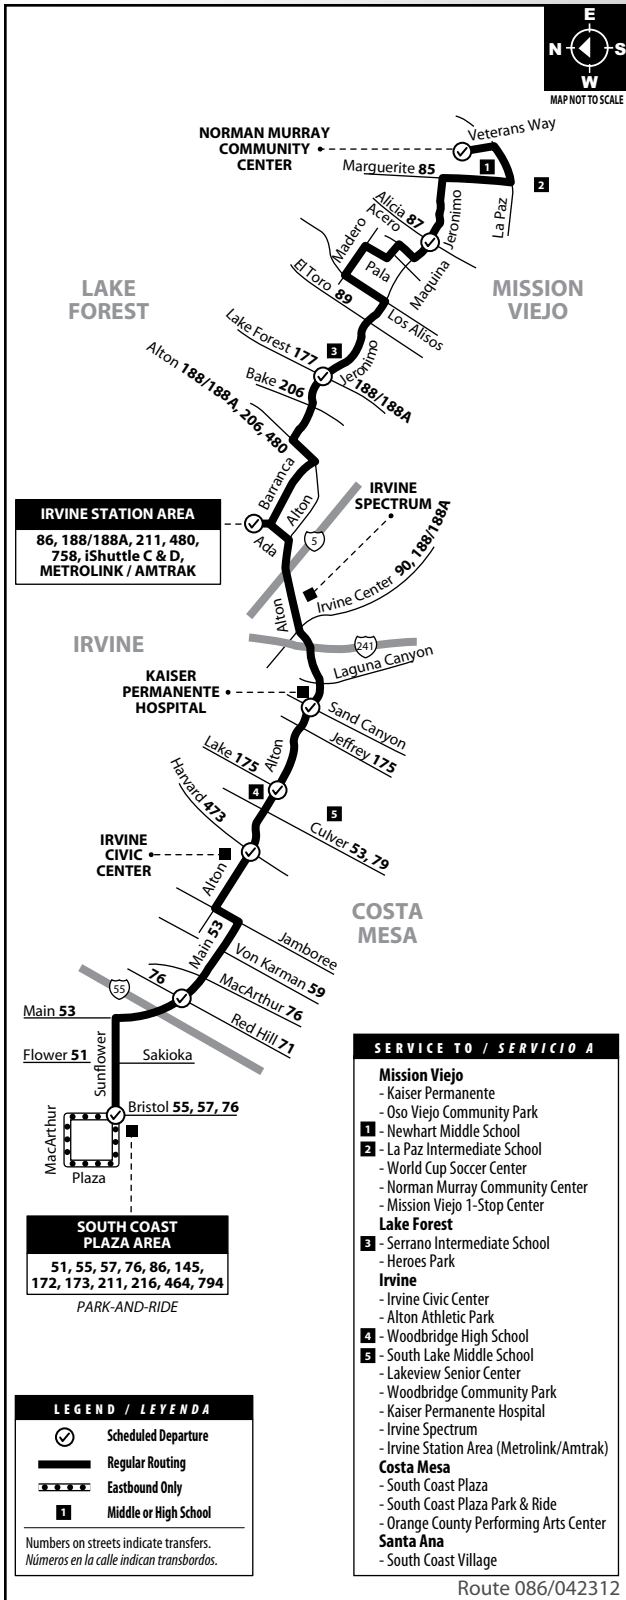 E
N
S
W
MAP NOT TO SCALE
Veterans Way
NORMAN MURRAY
COMMUNITY
CENTER
1
Marguerite 85
2
La Paz
Alicia 87
Acero
Jeronimo
Madero
Pala
Maquina
El Toro 89
LAKE
FOREST
MISSION
VIEJO
Los Alisos
Lake Forest 177
3
Jeronimo
188/188A
Alton 188/188A, 206, 480
Bake 206
Barranca
Alton
IRVINE
SPECTRUM
IRVINE STATION AREA
86, 188/188A, 211, 480,
758, iShuttle C & D,
METROLINK / AMTRAK
Ada
5
Irvine Center 90, 188/188A
Alton
IRVINE
241
Laguna Canyon
KAISER
PERMANENTE
HOSPITAL
Sand Canyon
Jeffrey 175
Alton
Lake 175
Harvard 473
4
5
Culver 53, 79
IRVINE
CIVIC
CENTER
Alton
COSTA
MESA
Jamboree
Main 53
Von Karman 59
76
MacArthur 76
55
Red Hill 71
Main 53
Sunflower
Flower 51
Sakioka
Bristol 55, 57, 76
MacArthur
Plaza
SOUTH COAST
PLAZA AREA
51, 55, 57, 76, 86, 145,
172, 173, 211, 216, 464, 794
PARK-AND-RIDE
LEGEND / LEYENDA
Scheduled Departure
Regular Routing
Eastbound Only
1 Middle or High School
Numbers on streets indicate transfers.
Números en la calle indican transbordos.
SERVICE TO / SERVICIO A
Mission Viejo
- Kaiser Permanente
- Oso Viejo Community Park
1 - Newhart Middle School
2 - La Paz Intermediate School
- World Cup Soccer Center
- Norman Murray Community Center
- Mission Viejo 1-Stop Center
Lake Forest
3 - Serrano Intermediate School
- Heroes Park
Irvine
- Irvine Civic Center
- Alton Athletic Park
4 - Woodbridge High School
5 - South Lake Middle School
- Lakeview Senior Center
- Woodbridge Community Park
- Kaiser Permanente Hospital
- Irvine Spectrum
- Irvine Station Area (Metrolink/Amtrak)
Costa Mesa
- South Coast Plaza
- South Coast Plaza Park & Ride
- Orange County Performing Arts Center
Santa Ana
- South Coast Village
Route 086/042312